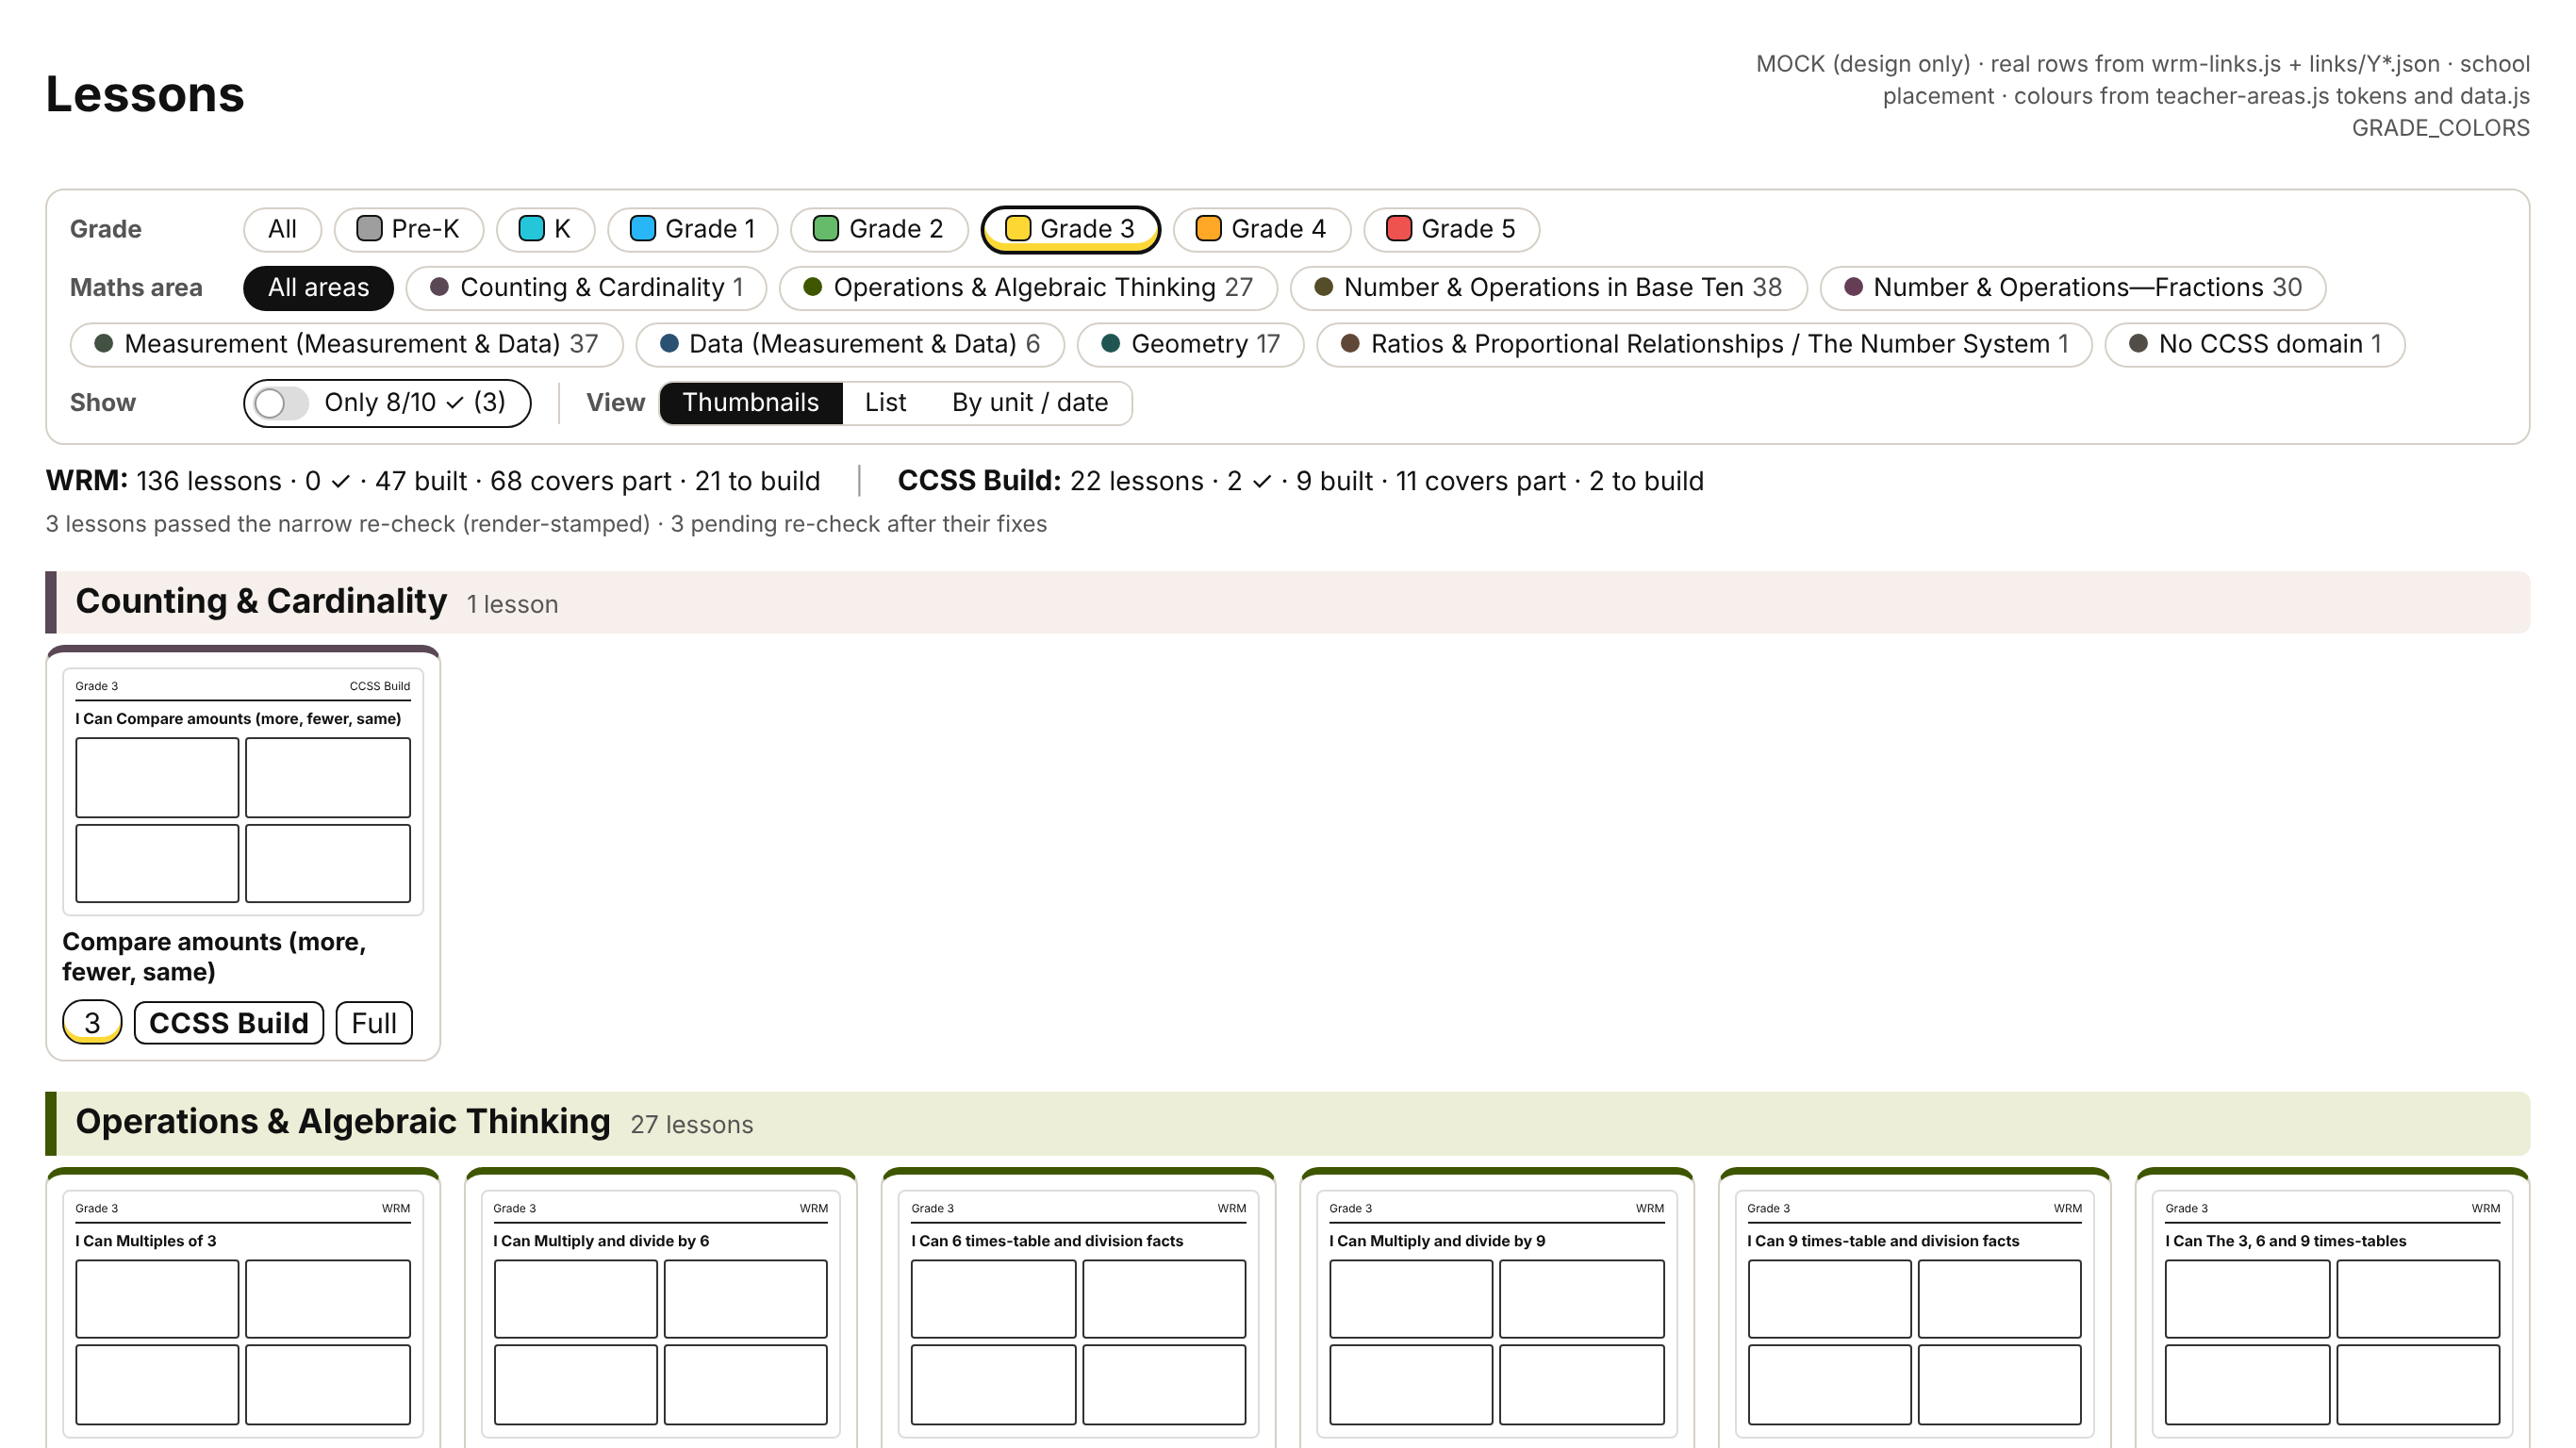 Lessons
MOCK (design only) · real rows from wrm-links.js + links/Y*.json · school
placement · colours from teacher-areas.js tokens and data.js
GRADE_COLORS
Grade All Pre-K K Grade 1 Grade 2 Grade 3 Grade 4 Grade 5
Maths area All areas Counting & Cardinality 1 Operations & Algebraic Thinking 27 Number & Operations in Base Ten 38 Number & Operations—Fractions 30
Measurement (Measurement & Data) 37 Data (Measurement & Data) 6 Geometry 17 Ratios & Proportional Relationships / The Number System 1 No CCSS domain 1
Show Only 8/10 ✓ (3) View Thumbnails List By unit / date
WRM: 136 lessons · 0 ✓ · 47 built · 68 covers part · 21 to build | CCSS Build: 22 lessons · 2 ✓ · 9 built · 11 covers part · 2 to build
3 lessons passed the narrow re-check (render-stamped) · 3 pending re-check after their fixes
Counting & Cardinality 1 lesson
Grade 3 CCSS Build
I Can Compare amounts (more, fewer, same)
Compare amounts (more,
fewer, same)
3 CCSS Build Full
Operations & Algebraic Thinking 27 lessons
Grade 3 WRM
I Can Multiples of 3
Grade 3 WRM
I Can Multiply and divide by 6
Grade 3 WRM
I Can 6 times-table and division facts
Grade 3 WRM
I Can Multiply and divide by 9
Grade 3 WRM
I Can 9 times-table and division facts
Grade 3 WRM
I Can The 3, 6 and 9 times-tables